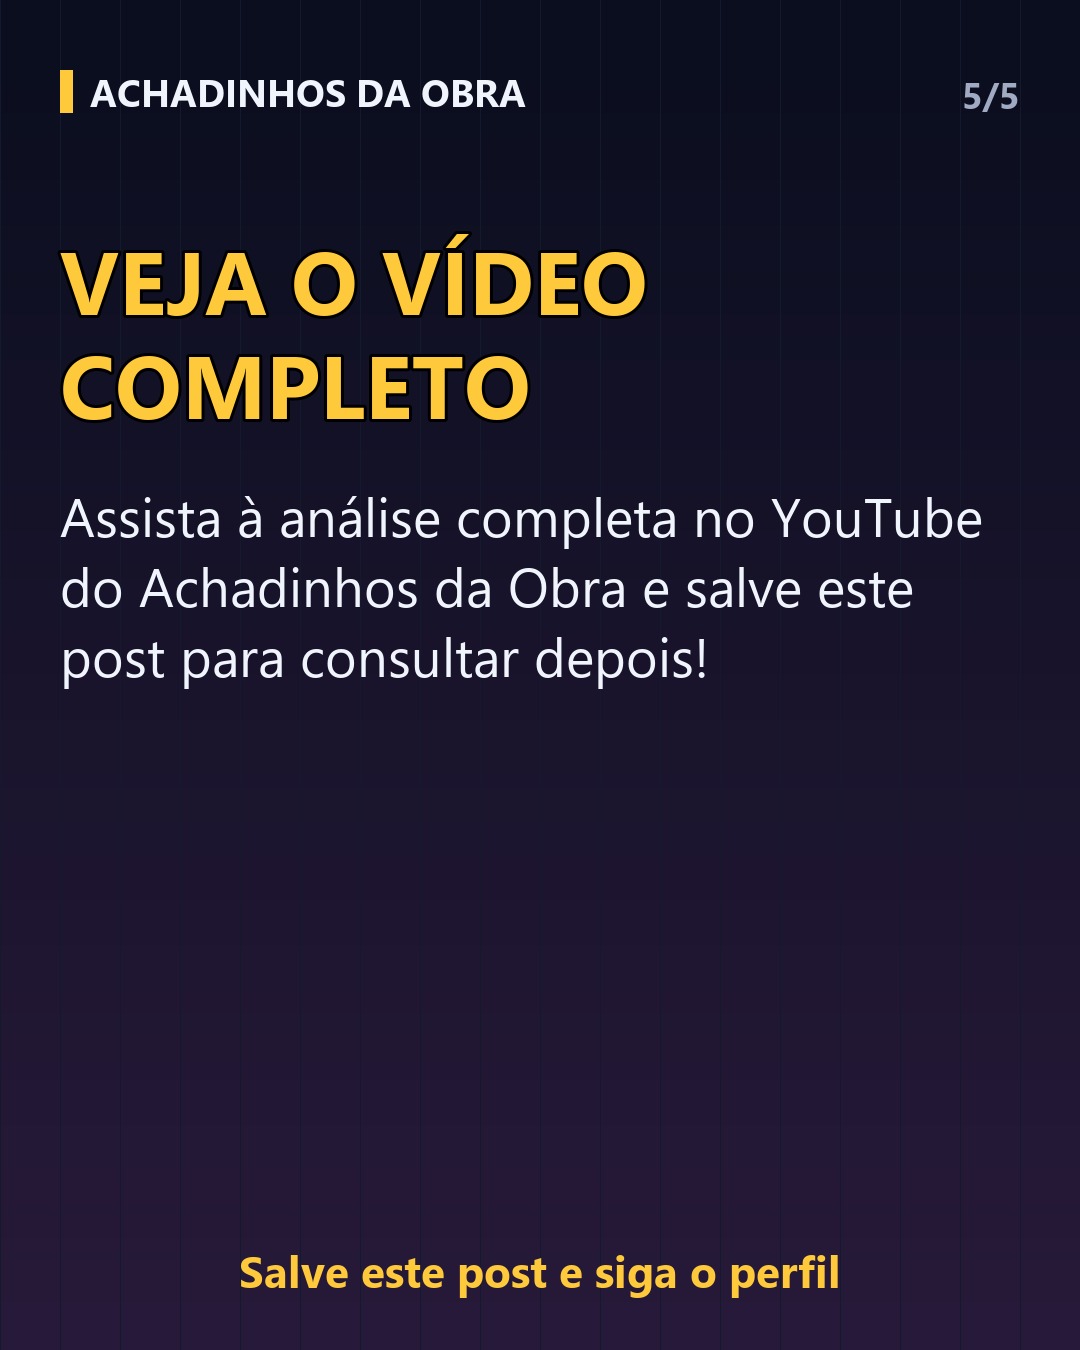 ACHADINHOS DA OBRA
5/5
VEJA O VÍDEO
COMPLETO
Assista à análise completa no YouTube
do Achadinhos da Obra e salve este
post para consultar depois!
Salve este post e siga o perfil